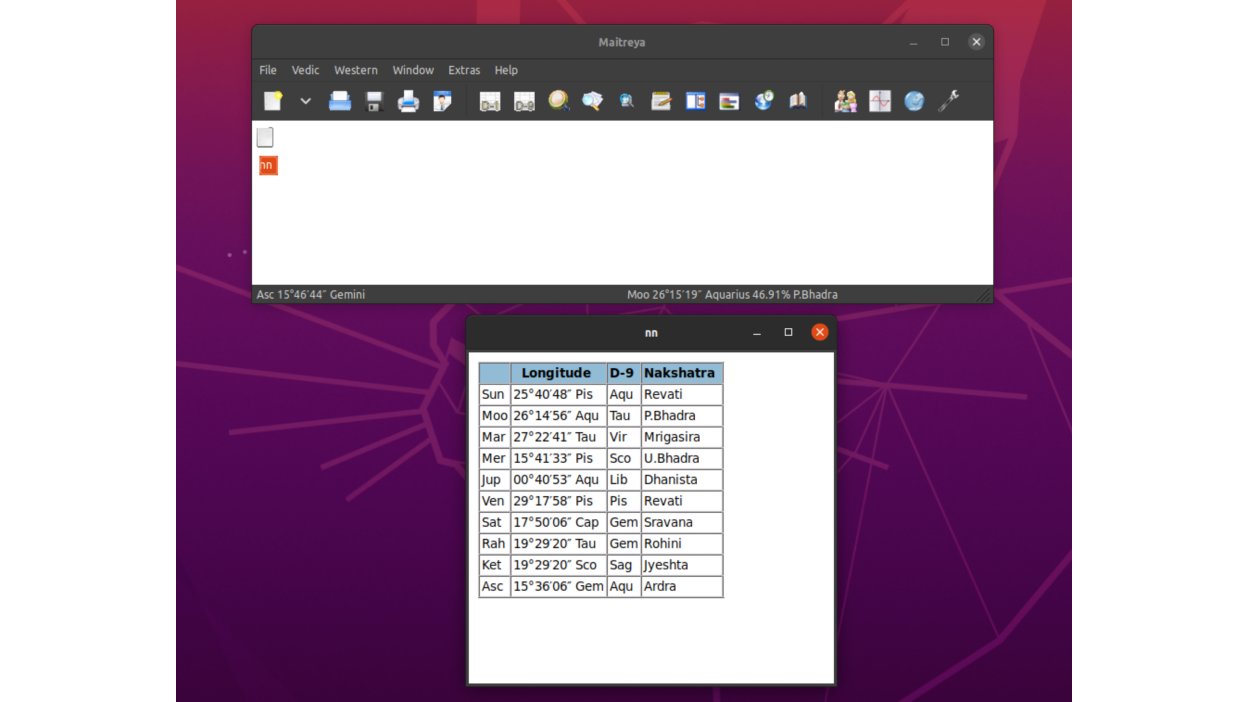 Maitreya
File Vedic Western Window Extras Help
D-1 D-9
nn
Asc 15°46′44″ Gemini Moo 26°15′19″ Aquarius 46.91% P.Bhadra
nn
Longitude D-9 Nakshatra
Sun 25°40′48″ Pis Aqu Revati
Moo 26°14′56″ Aqu Tau P.Bhadra
Mar 27°22′41″ Tau Vir Mrigasira
Mer 15°41′33″ Pis Sco U.Bhadra
Jup 00°40′53″ Aqu Lib Dhanista
Ven 29°17′58″ Pis Pis Revati
Sat 17°50′06″ Cap Gem Sravana
Rah 19°29′20″ Tau Gem Rohini
Ket 19°29′20″ Sco Sag Jyeshta
Asc 15°36′06″ Gem Aqu Ardra